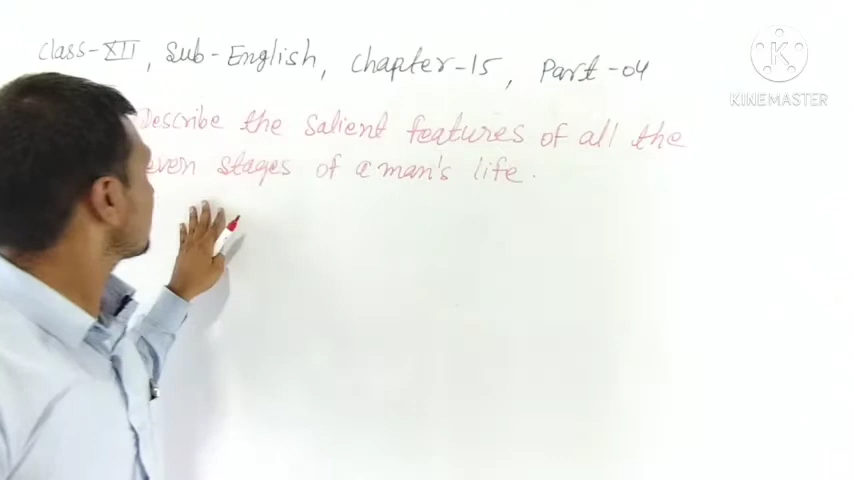 Class-XII, Sub-English, Chapter-15, Part-04
KINEMASTER
Describe the Salient features of all the
even stages of a man's life.